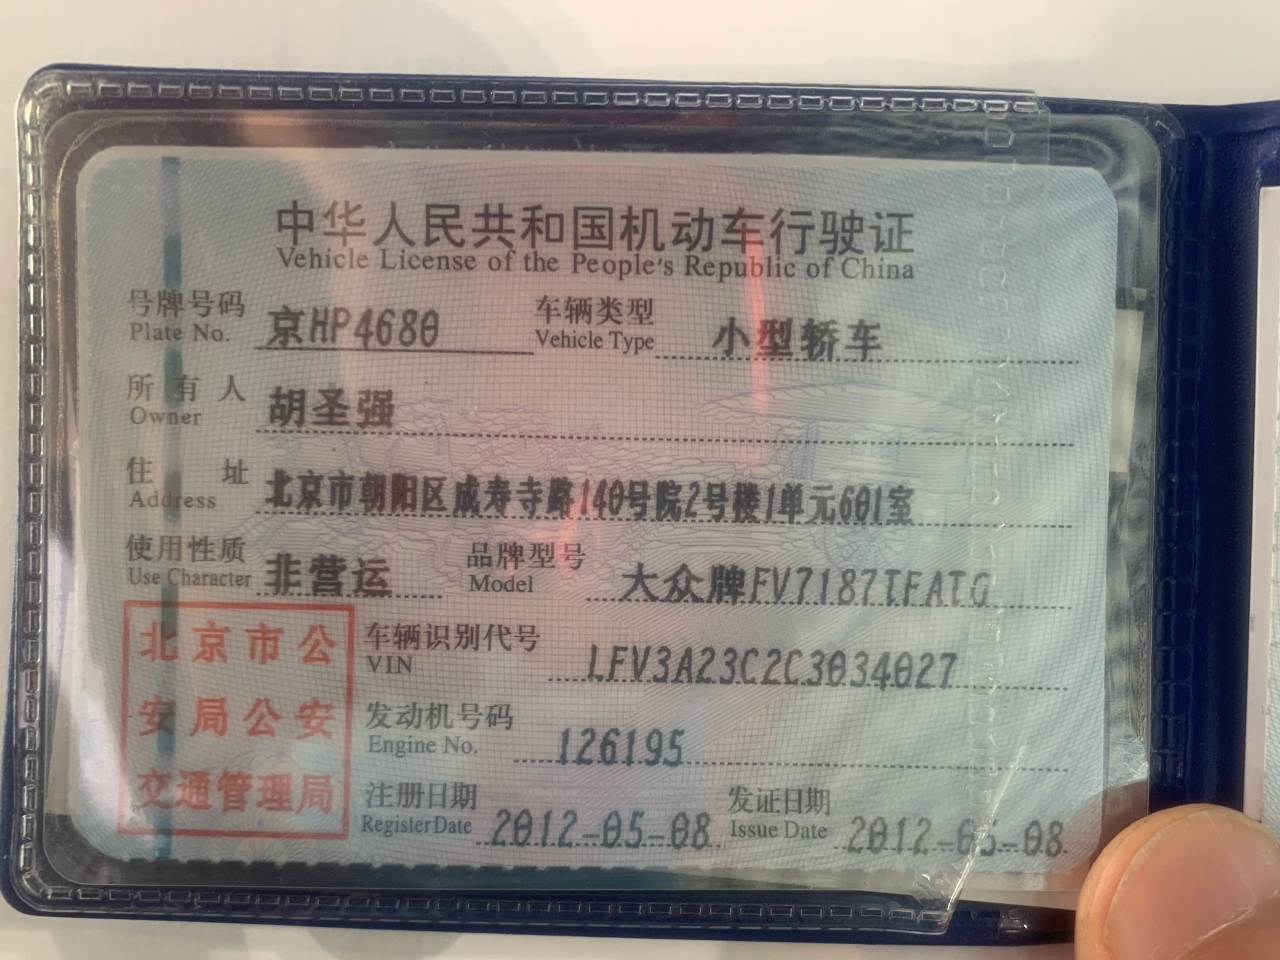 中华人民共和国机动车行驶证
Vehicle License of the People's Republic of China
号牌号码 京HP4680 车辆类型 小型轿车
Plate No. Vehicle Type
所有人 胡圣强
Owner
住址 北京市朝阳区成寿寺路140号院2号楼1单元601室
Address
使用性质 非营运 品牌型号 大众牌FV7187TFATG
Use Character Model
北京市公
安局公安
交通管理局
车辆识别代号 LFV3A23C2C3034027
VIN
发动机号码 126195
Engine No.
注册日期 2012-05-08 发证日期 2012-05-08
Register Date Issue Date